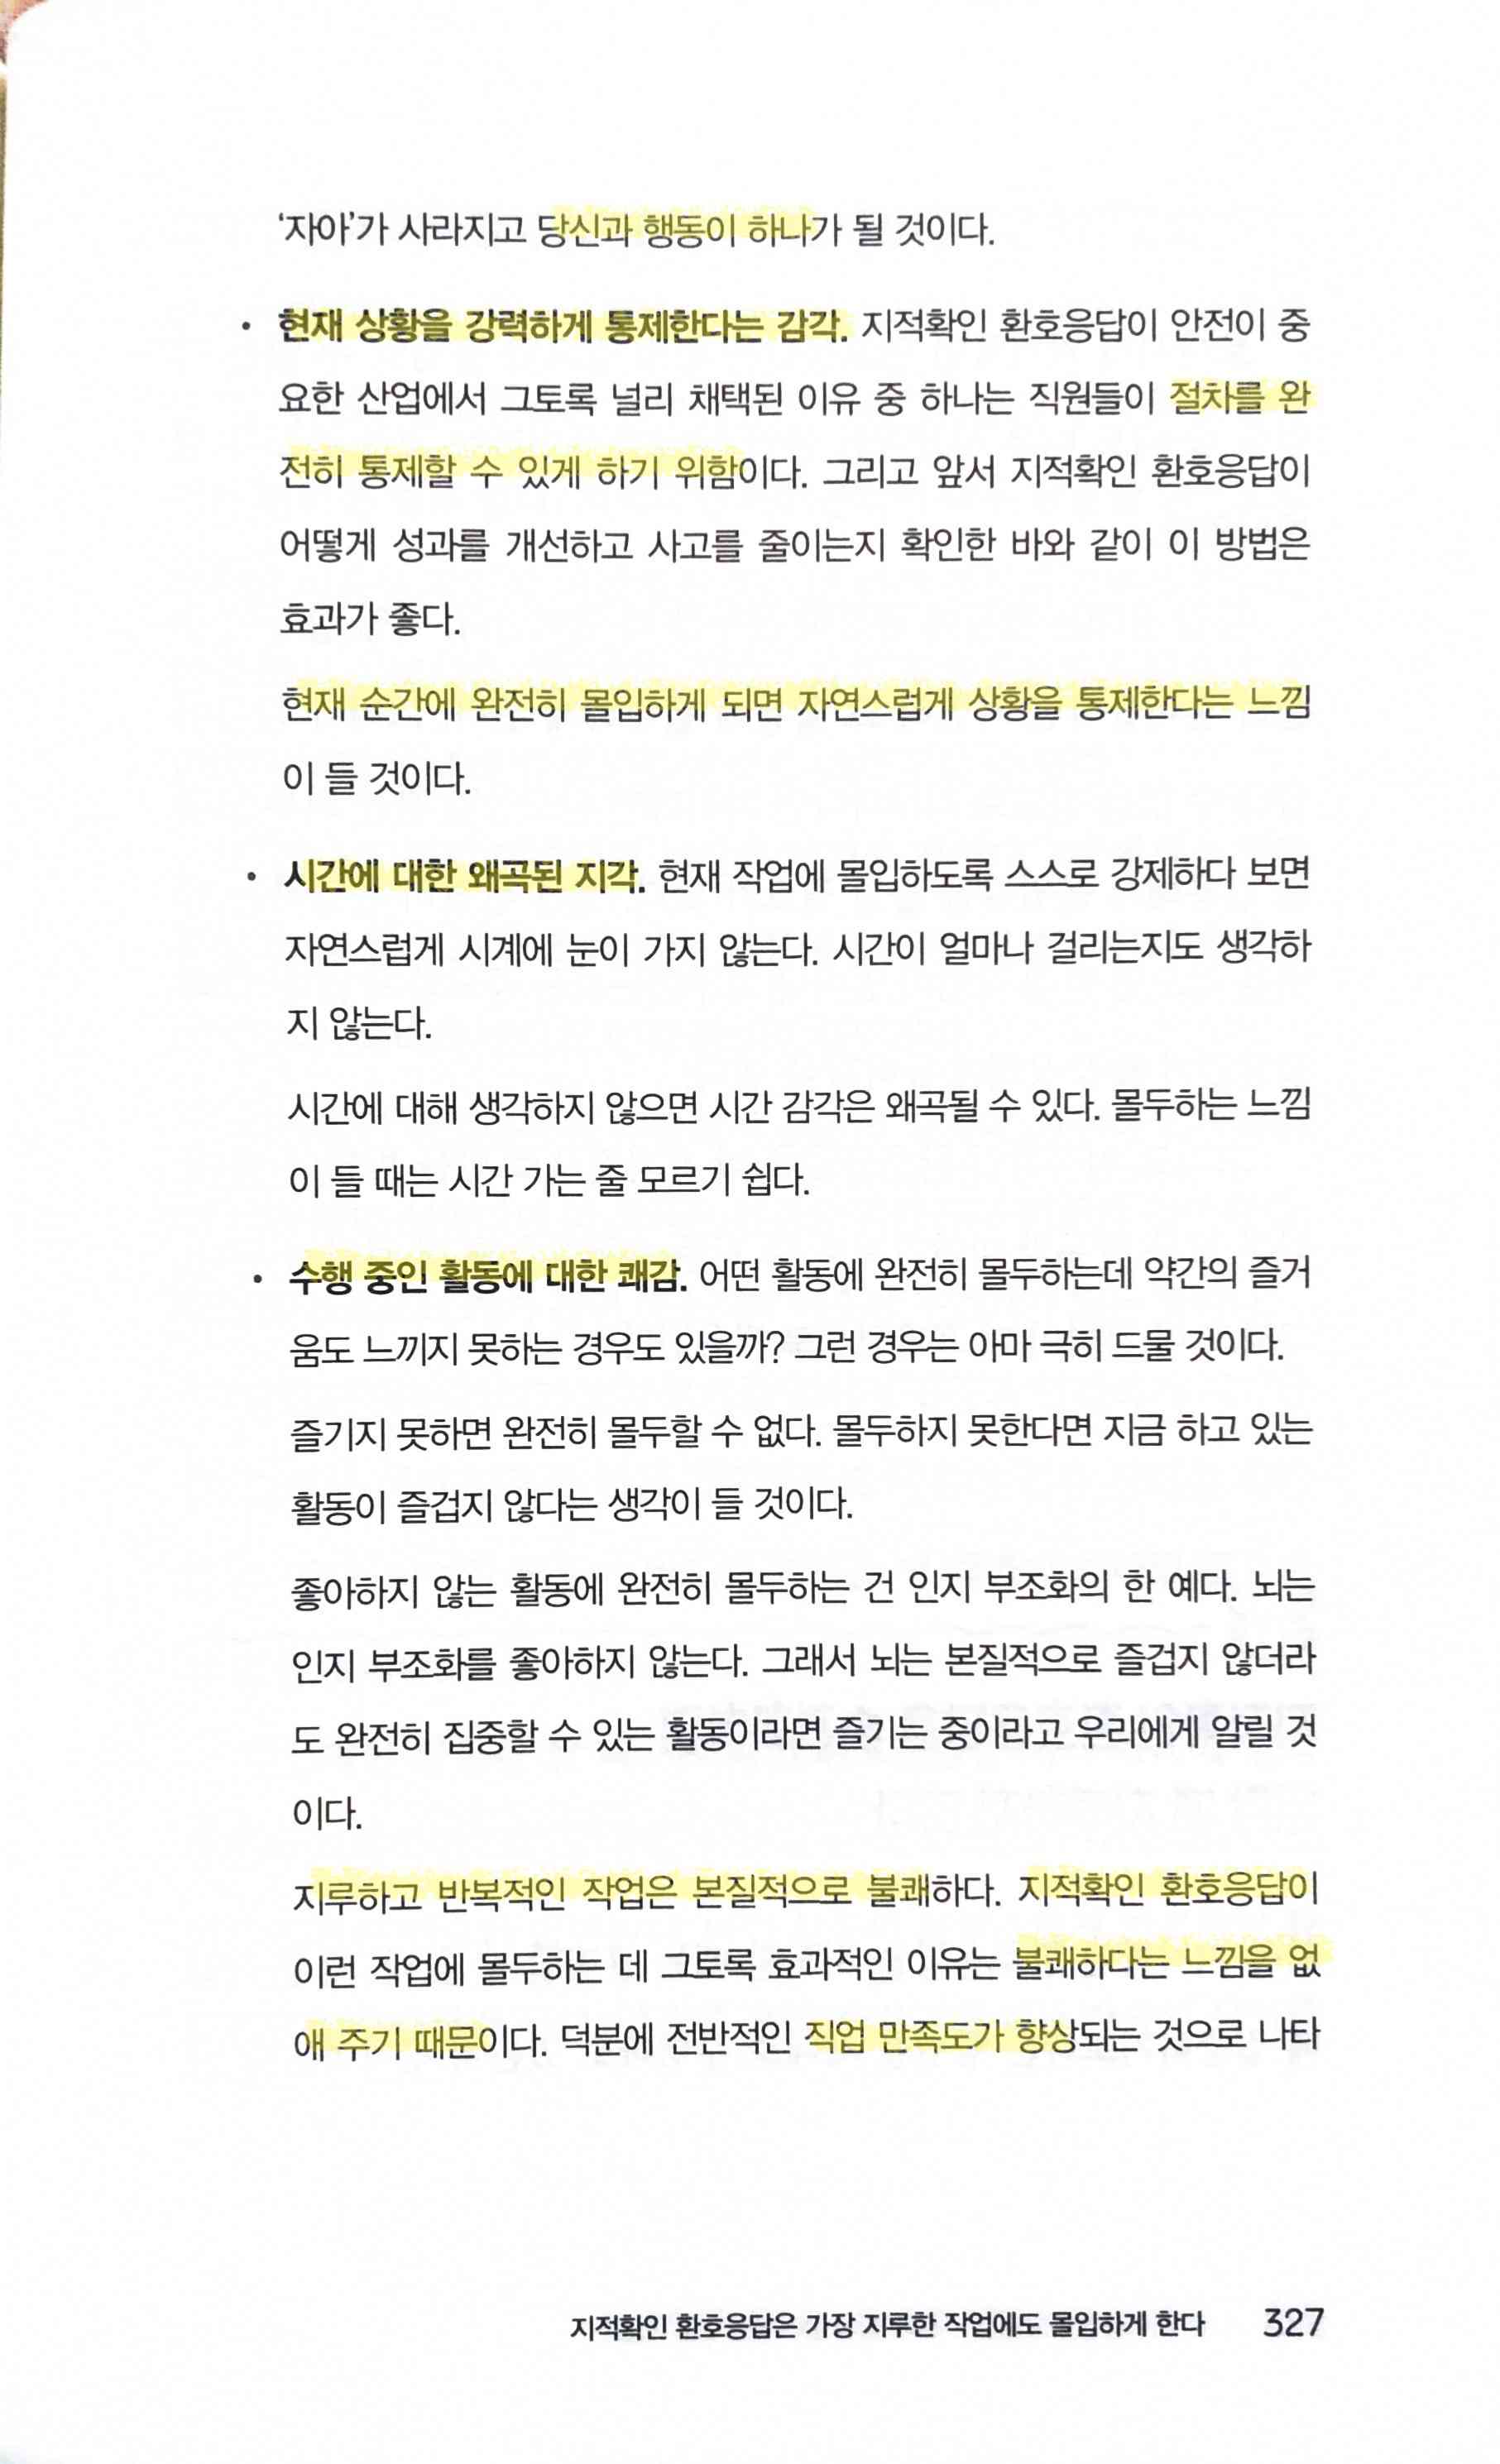 ‘자아’가 사라지고 당신과 행동이 하나가 될 것이다.
• 현재 상황을 강력하게 통제한다는 감각. 지적확인 환호응답이 안전이 중
요한 산업에서 그토록 널리 채택된 이유 중 하나는 직원들이 절차를 완
전히 통제할 수 있게 하기 위함이다. 그리고 앞서 지적확인 환호응답이
어떻게 성과를 개선하고 사고를 줄이는지 확인한 바와 같이 이 방법은
효과가 좋다.
현재 순간에 완전히 몰입하게 되면 자연스럽게 상황을 통제한다는 느낌
이 들 것이다.
• 시간에 대한 왜곡된 지각. 현재 작업에 몰입하도록 스스로 강제하다 보면
자연스럽게 시계에 눈이 가지 않는다. 시간이 얼마나 걸리는지도 생각하
지 않는다.
시간에 대해 생각하지 않으면 시간 감각은 왜곡될 수 있다. 몰두하는 느낌
이 들 때는 시간 가는 줄 모르기 쉽다.
• 수행 중인 활동에 대한 쾌감. 어떤 활동에 완전히 몰두하는데 약간의 즐거
움도 느끼지 못하는 경우도 있을까? 그런 경우는 아마 극히 드물 것이다.
즐기지 못하면 완전히 몰두할 수 없다. 몰두하지 못한다면 지금 하고 있는
활동이 즐겁지 않다는 생각이 들 것이다.
좋아하지 않는 활동에 완전히 몰두하는 건 인지 부조화의 한 예다. 뇌는
인지 부조화를 좋아하지 않는다. 그래서 뇌는 본질적으로 즐겁지 않더라
도 완전히 집중할 수 있는 활동이라면 즐기는 중이라고 우리에게 알릴 것
이다.
지루하고 반복적인 작업은 본질적으로 불쾌하다. 지적확인 환호응답이
이런 작업에 몰두하는 데 그토록 효과적인 이유는 불쾌하다는 느낌을 없
애 주기 때문이다. 덕분에 전반적인 직업 만족도가 향상되는 것으로 나타
지적확인 환호응답은 가장 지루한 작업에도 몰입하게 한다 327